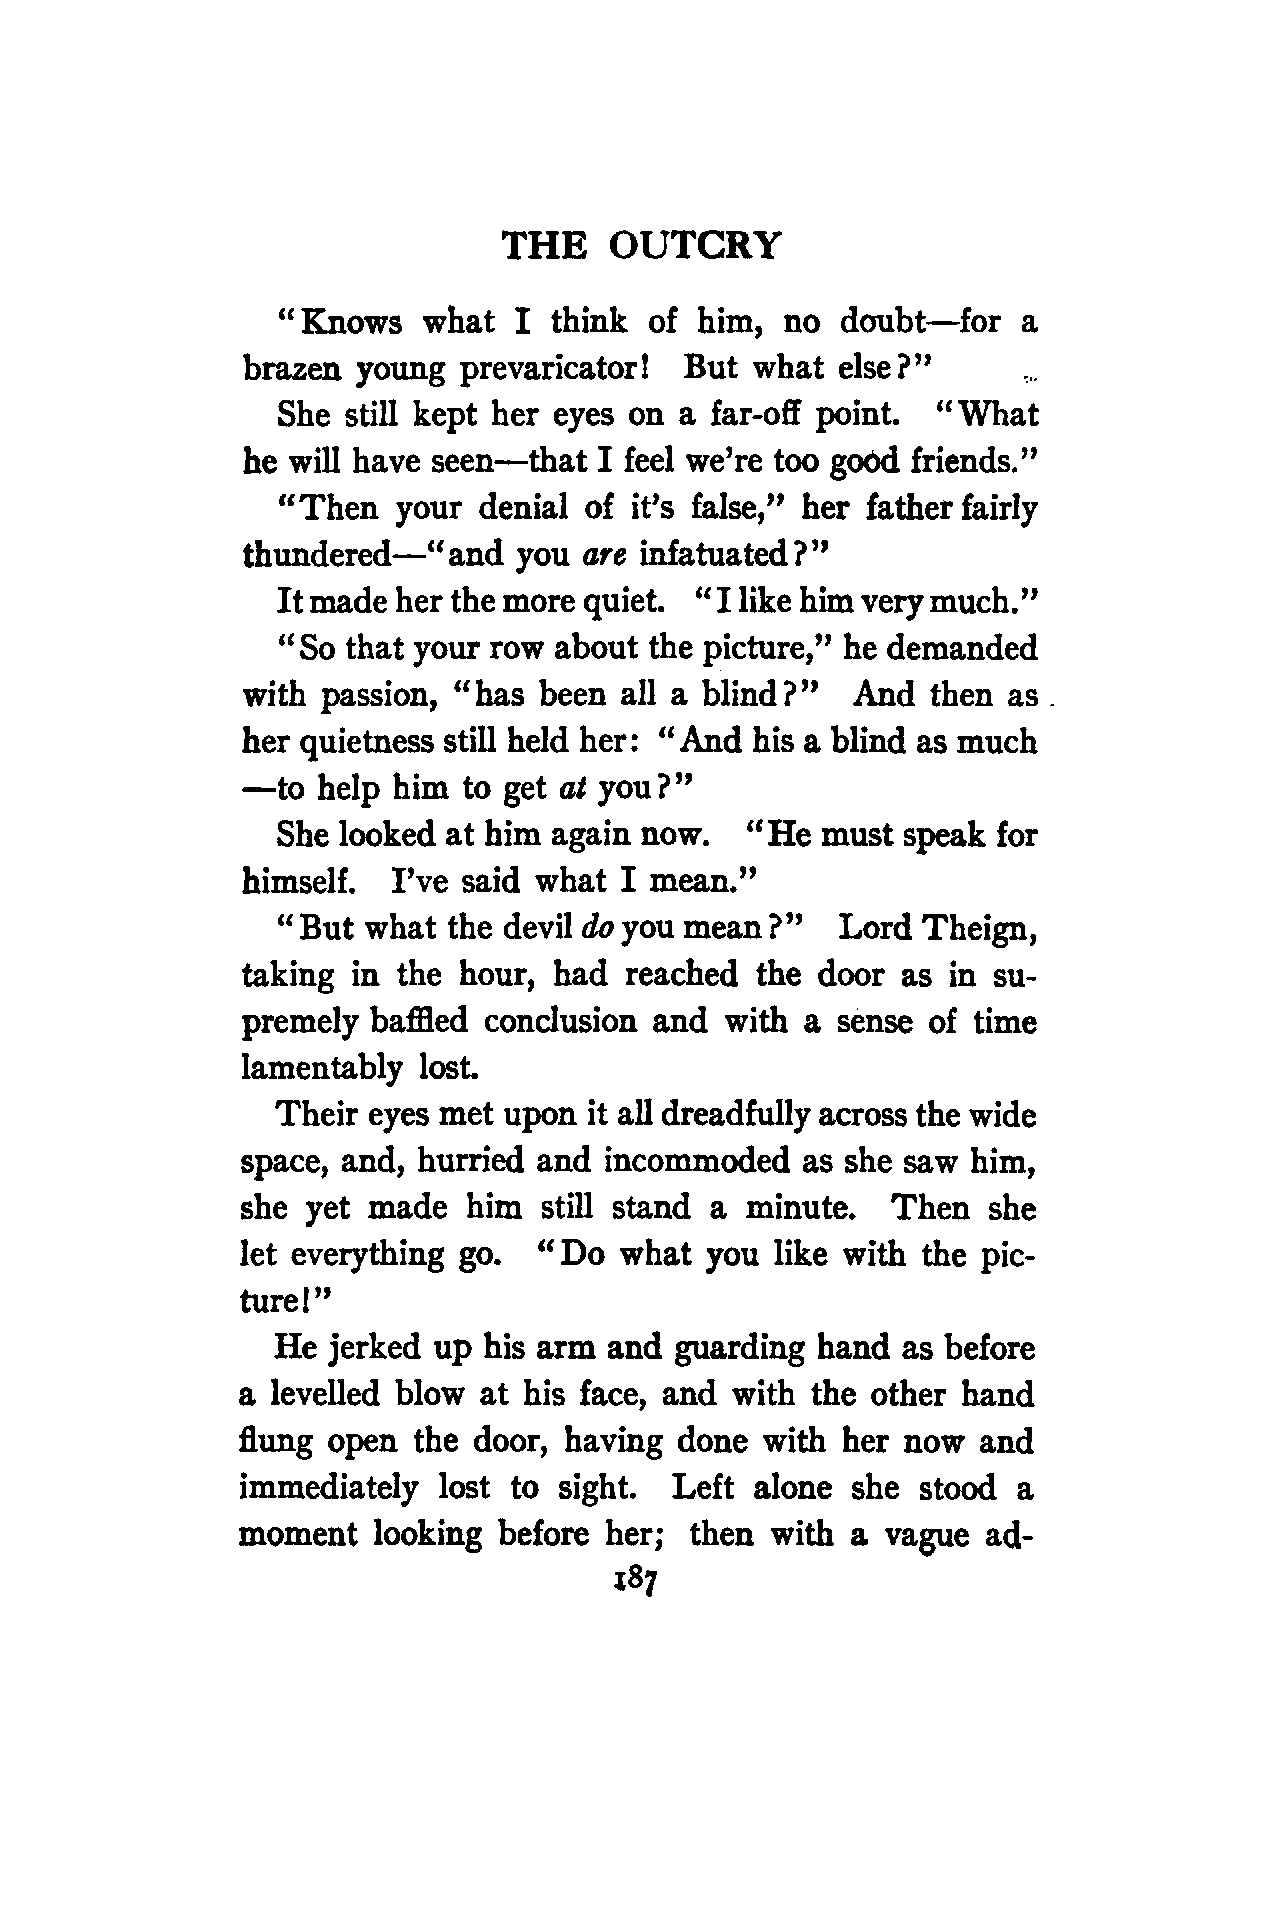 THE OUTCRY
“Knows what I think of him, no doubt—for a
brazen young prevaricator! But what else?”
She still kept her eyes on a far-off point. “What
he will have seen—that I feel we’re too good friends.”
“Then your denial of it’s false,” her father fairly
thundered—“and you are infatuated?”
It made her the more quiet. “I like him very much.”
“So that your row about the picture,” he demanded
with passion, “has been all a blind?” And then as
her quietness still held her: “And his a blind as much
—to help him to get at you?”
She looked at him again now. “He must speak for
himself. I’ve said what I mean.”
“But what the devil do you mean?” Lord Theign,
taking in the hour, had reached the door as in su-
premely baffled conclusion and with a sense of time
lamentably lost.
Their eyes met upon it all dreadfully across the wide
space, and, hurried and incommoded as she saw him,
she yet made him still stand a minute. Then she
let everything go. “Do what you like with the pic-
ture!”
He jerked up his arm and guarding hand as before
a levelled blow at his face, and with the other hand
flung open the door, having done with her now and
immediately lost to sight. Left alone she stood a
moment looking before her; then with a vague ad-
187